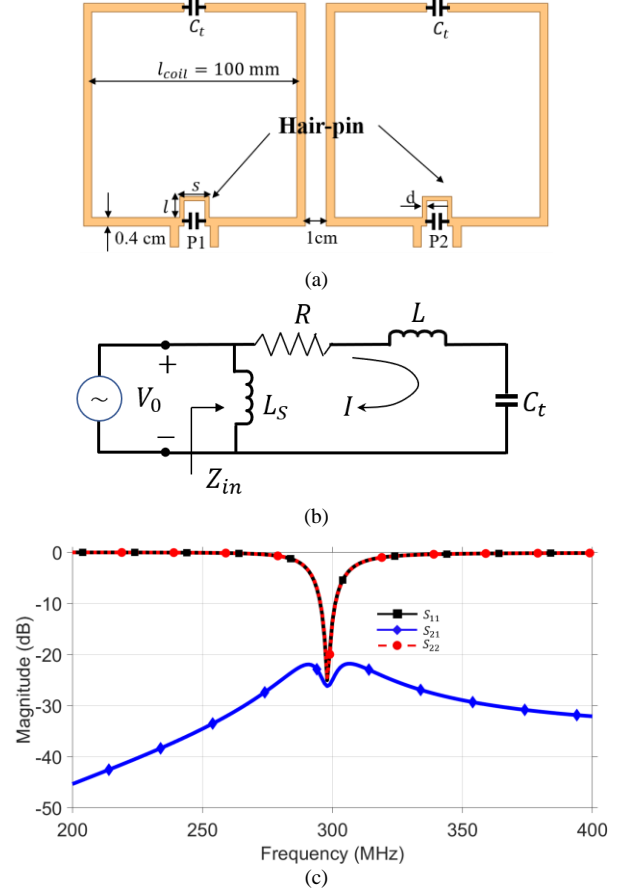 C_t C_t
l_coil = 100 mm
Hair-pin
s
l
d
0.4 cm P1 1cm P2
(a)
R L
+
~ V_0 L_S I C_t
−
Z_in
(b)
0
-10
-20
-30
-40
-50
Magnitude (dB)
S_11
S_21
S_22
200 250 300 350 400
Frequency (MHz)
(c)